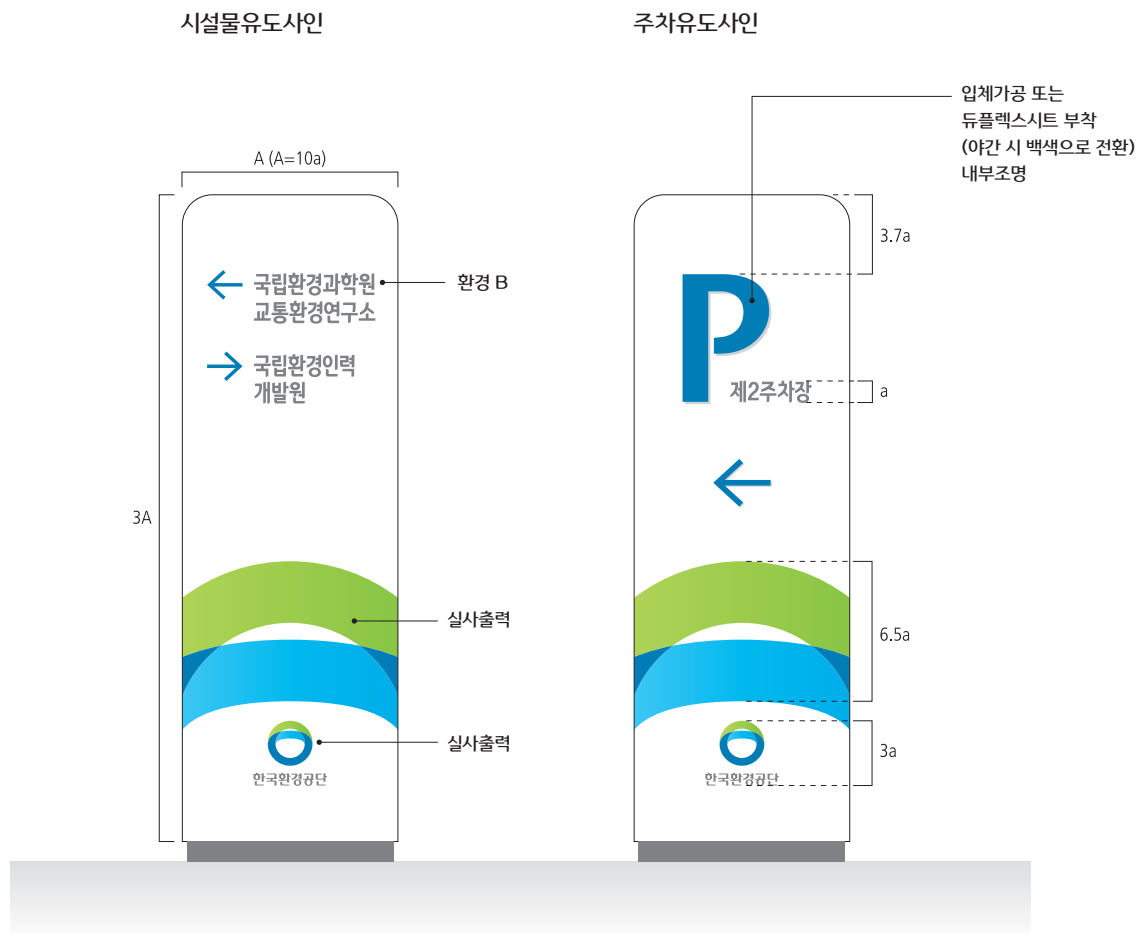 시설물유도사인
주차유도사인
입체가공 또는
듀플렉스시트 부착
(야간 시 백색으로 전환)
내부조명
A (A=10a)
3.7a
국립환경과학원
교통환경연구소
환경 B
국립환경인력
개발원
P
제2주차장
a
3A
실사출력
6.5a
실사출력
3a
한국환경공단
한국환경공단